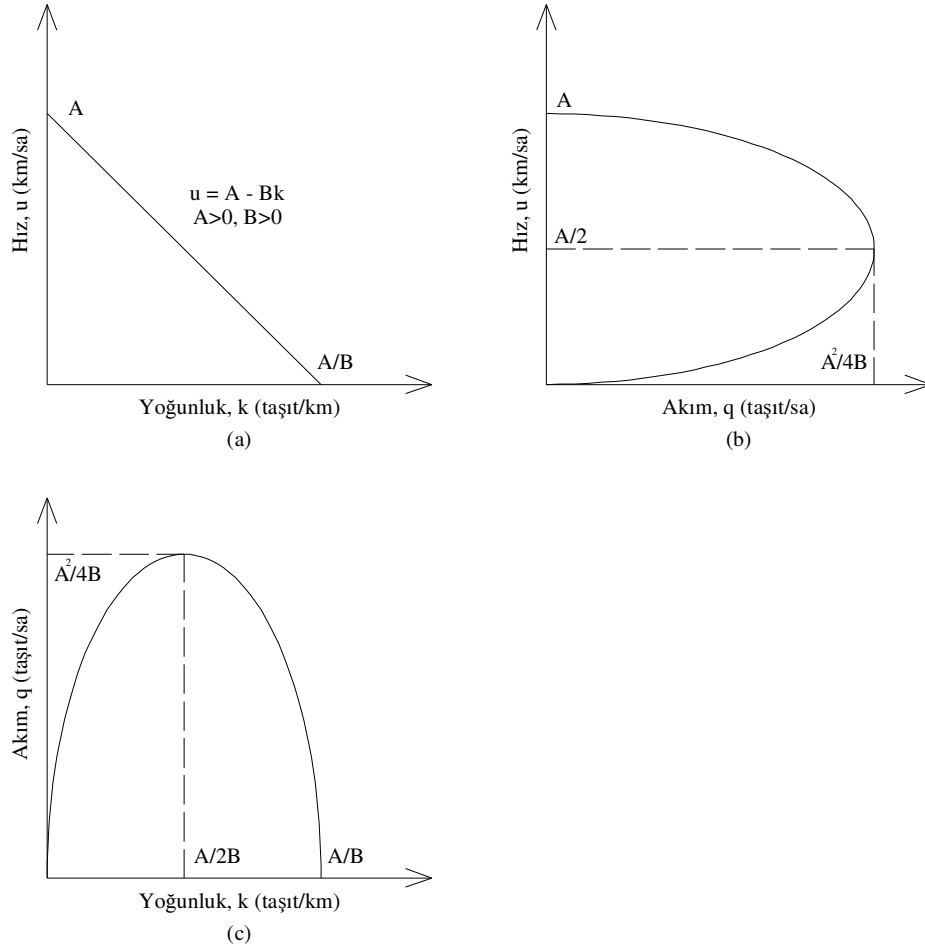 A
u = A - Bk
A>0, B>0
A/B
Hız, u (km/sa)
Yoğunluk, k (taşıt/km)
(a)
A
A/2
A²/4B
Hız, u (km/sa)
Akım, q (taşıt/sa)
(b)
A²/4B
A/2B
A/B
Akım, q (taşıt/sa)
Yoğunluk, k (taşıt/km)
(c)